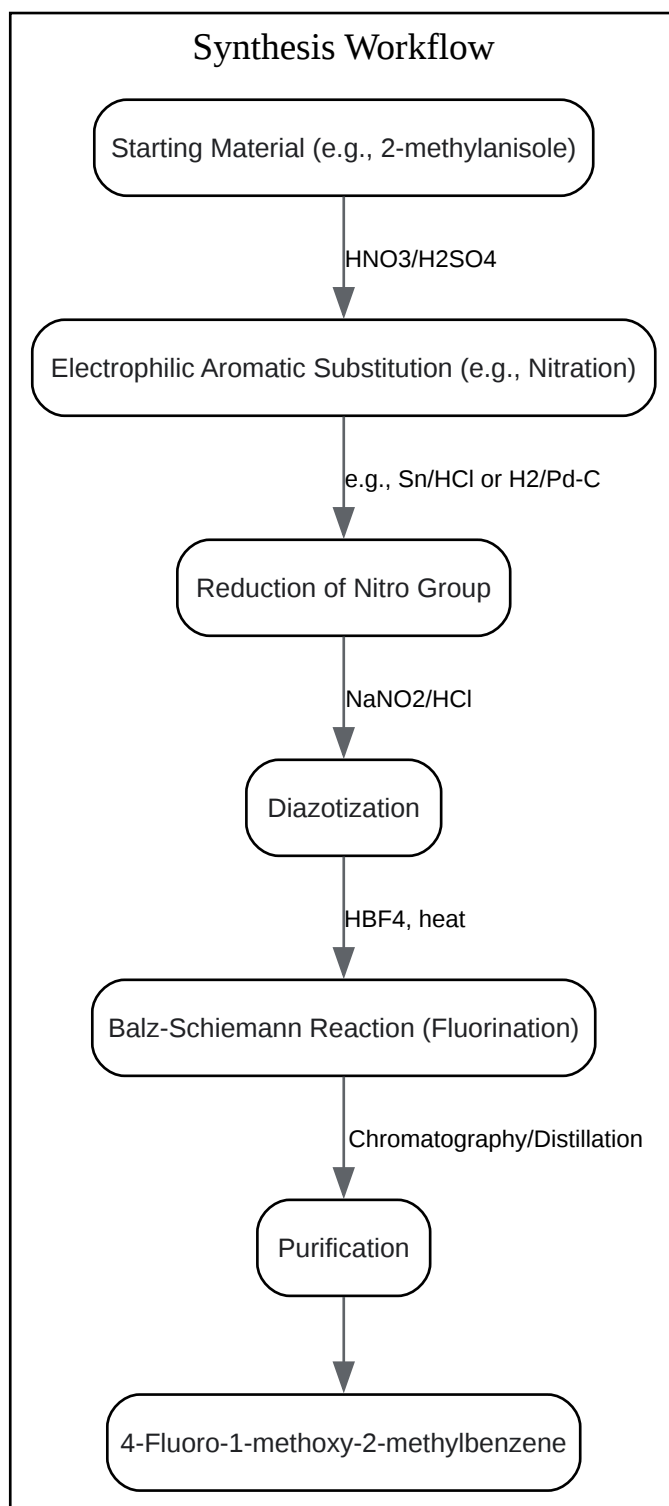 Synthesis Workflow
Starting Material (e.g., 2-methylanisole)
HNO3/H2SO4
Electrophilic Aromatic Substitution (e.g., Nitration)
e.g., Sn/HCl or H2/Pd-C
Reduction of Nitro Group
NaNO2/HCl
Diazotization
HBF4, heat
Balz-Schiemann Reaction (Fluorination)
Chromatography/Distillation
Purification
4-Fluoro-1-methoxy-2-methylbenzene